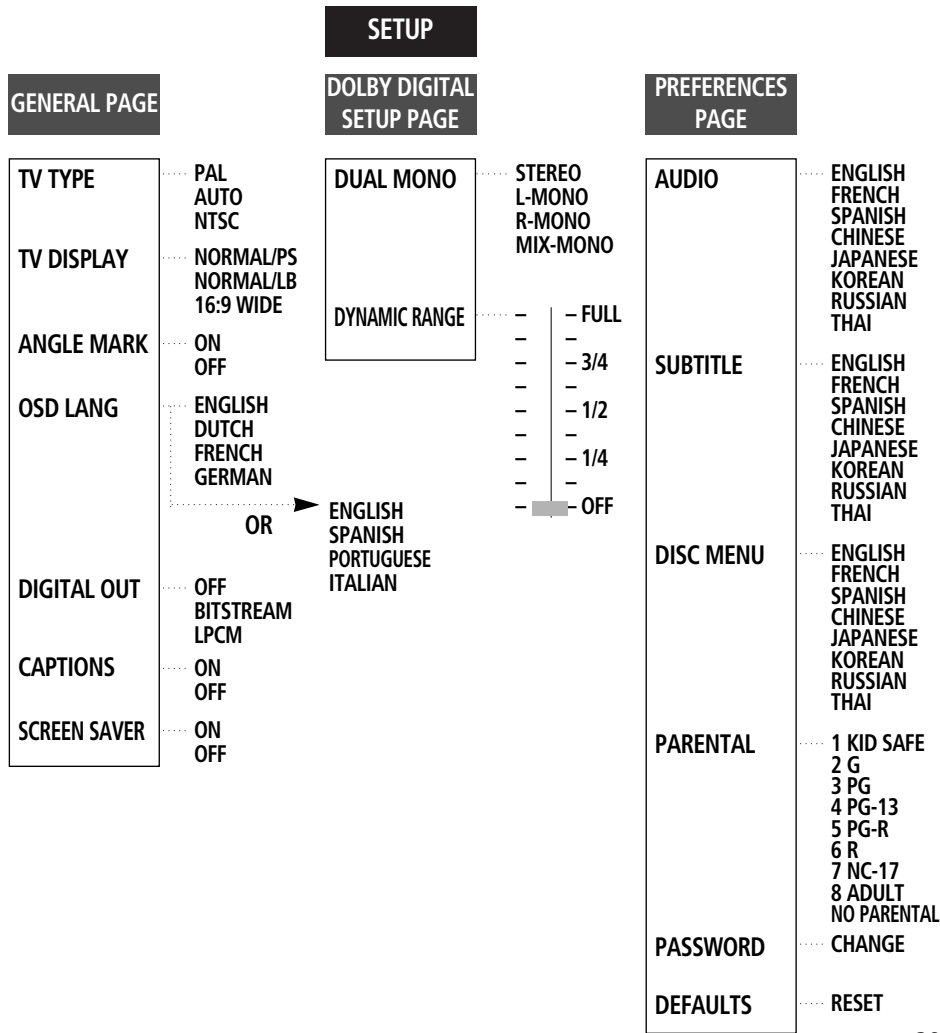 SETUP
GENERAL PAGE
TV TYPE
PAL
AUTO
NTSC
TV DISPLAY
NORMAL/PS
NORMAL/LB
16:9 WIDE
ANGLE MARK
ON
OFF
OSD LANG
ENGLISH
DUTCH
FRENCH
GERMAN
OR
ENGLISH
SPANISH
PORTUGUESE
ITALIAN
DIGITAL OUT
OFF
BITSTREAM
LPCM
CAPTIONS
ON
OFF
SCREEN SAVER
ON
OFF
DOLBY DIGITAL
SETUP PAGE
DUAL MONO
STEREO
L-MONO
R-MONO
MIX-MONO
DYNAMIC RANGE
– FULL
– 3/4
– 1/2
– 1/4
– OFF
PREFERENCES
PAGE
AUDIO
ENGLISH
FRENCH
SPANISH
CHINESE
JAPANESE
KOREAN
RUSSIAN
THAI
SUBTITLE
ENGLISH
FRENCH
SPANISH
CHINESE
JAPANESE
KOREAN
RUSSIAN
THAI
DISC MENU
ENGLISH
FRENCH
SPANISH
CHINESE
JAPANESE
KOREAN
RUSSIAN
THAI
PARENTAL
1 KID SAFE
2 G
3 PG
4 PG-13
5 PG-R
6 R
7 NC-17
8 ADULT
NO PARENTAL
PASSWORD
CHANGE
DEFAULTS
RESET